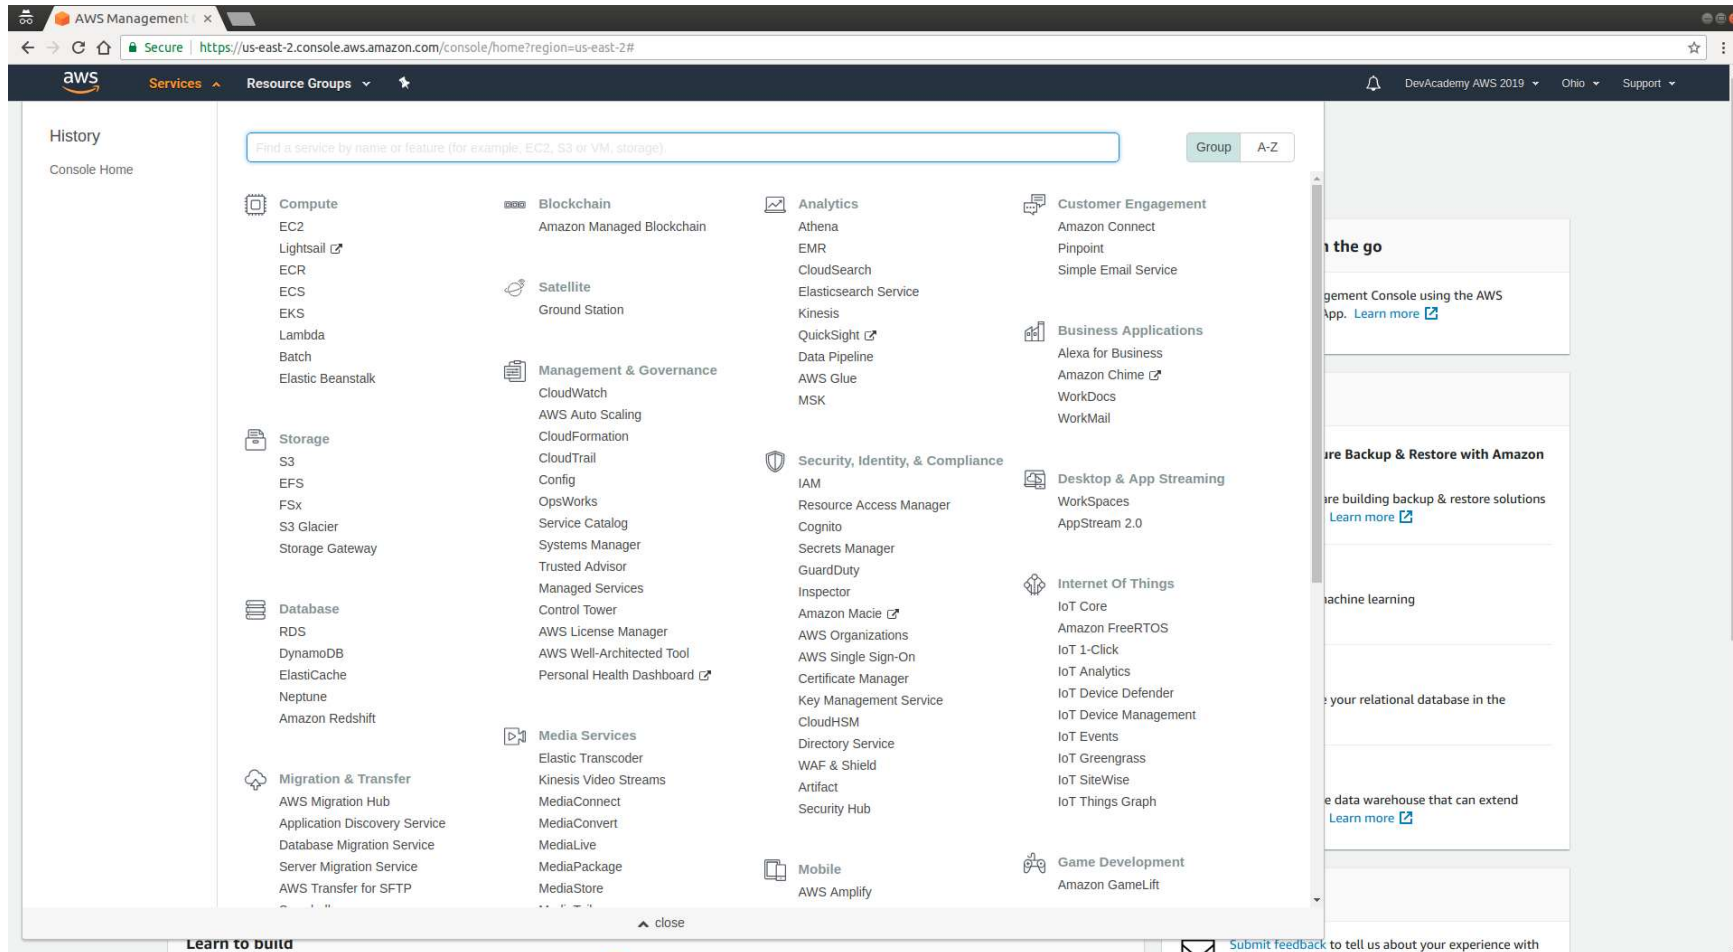 AWS Management
Secure
https://us-east-2.console.aws.amazon.com/console/home?region=us-east-2#
aws
Services
Resource Groups
DevAcademy AWS 2019
Ohio
Support
History
Console Home
Find a service by name or feature (for example, EC2, S3 or VM, storage).
Group
A-Z
Compute
EC2
Lightsail
ECR
ECS
EKS
Lambda
Batch
Elastic Beanstalk
Storage
S3
EFS
FSx
S3 Glacier
Storage Gateway
Database
RDS
DynamoDB
ElastiCache
Neptune
Amazon Redshift
Migration & Transfer
AWS Migration Hub
Application Discovery Service
Database Migration Service
Server Migration Service
AWS Transfer for SFTP
Blockchain
Amazon Managed Blockchain
Satellite
Ground Station
Management & Governance
CloudWatch
AWS Auto Scaling
CloudFormation
CloudTrail
Config
OpsWorks
Service Catalog
Systems Manager
Trusted Advisor
Managed Services
Control Tower
AWS License Manager
AWS Well-Architected Tool
Personal Health Dashboard
Media Services
Elastic Transcoder
Kinesis Video Streams
MediaConnect
MediaConvert
MediaLive
MediaPackage
MediaStore
Analytics
Athena
EMR
CloudSearch
Elasticsearch Service
Kinesis
QuickSight
Data Pipeline
AWS Glue
MSK
Security, Identity, & Compliance
IAM
Resource Access Manager
Cognito
Secrets Manager
GuardDuty
Inspector
Amazon Macie
AWS Organizations
AWS Single Sign-On
Certificate Manager
Key Management Service
CloudHSM
Directory Service
WAF & Shield
Artifact
Security Hub
Mobile
AWS Amplify
Customer Engagement
Amazon Connect
Pinpoint
Simple Email Service
Business Applications
Alexa for Business
Amazon Chime
WorkDocs
WorkMail
Desktop & App Streaming
WorkSpaces
AppStream 2.0
Internet Of Things
IoT Core
Amazon FreeRTOS
IoT 1-Click
IoT Analytics
IoT Device Defender
IoT Device Management
IoT Events
IoT Greengrass
IoT SiteWise
IoT Things Graph
Game Development
Amazon GameLift
close
the go
gement Console using the AWS
App. Learn more
ure Backup & Restore with Amazon
are building backup & restore solutions
Learn more
machine learning
your relational database in the
data warehouse that can extend
Learn more
Learn to build
Submit feedback to tell us about your experience with